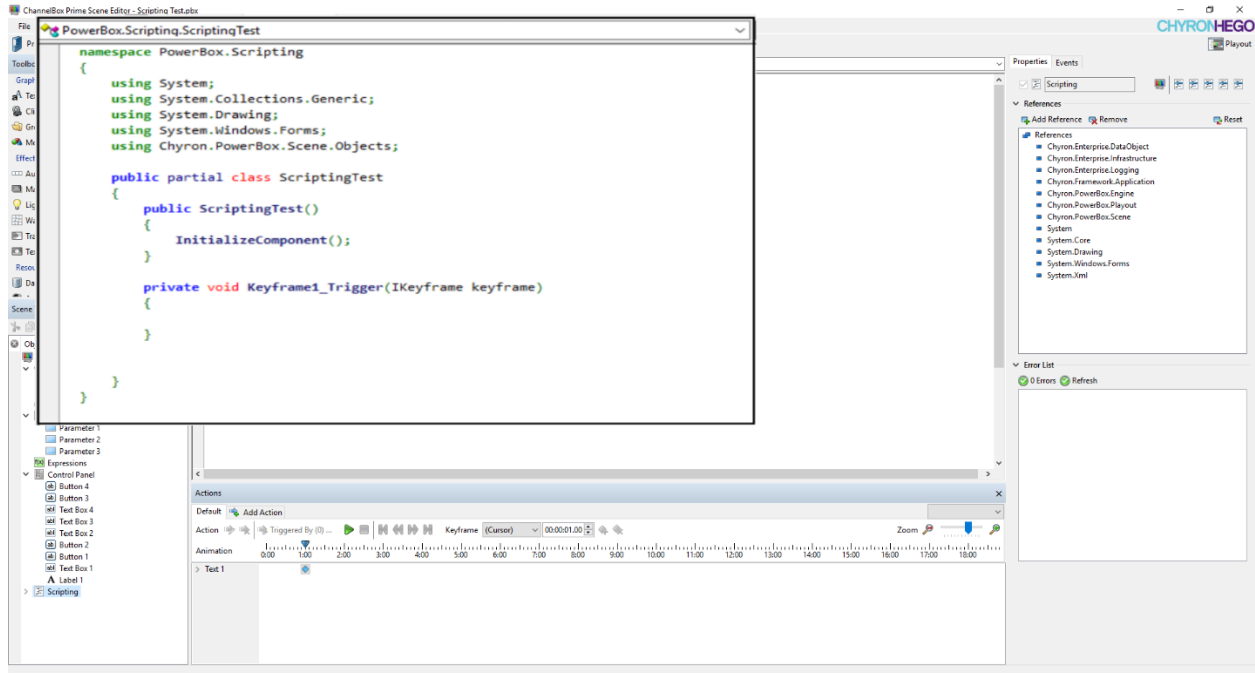 ChannelBox Prime Scene Editor - Scripting Test.pbx
CHYRONHEGO
File
Playout
PowerBox.Scripting.ScriptingTest
namespace PowerBox.Scripting
{
using System;
using System.Collections.Generic;
using System.Drawing;
using System.Windows.Forms;
using Chyron.PowerBox.Scene.Objects;
public partial class ScriptingTest
{
public ScriptingTest()
{
InitializeComponent();
}
private void Keyframe1_Trigger(IKeyframe keyframe)
{
}
}
}
Properties Events
Scripting
References
Add Reference Remove Reset
References
Chyron.Enterprise.DataObject
Chyron.Enterprise.Infrastructure
Chyron.Enterprise.Logging
Chyron.Framework.Application
Chyron.PowerBox.Engine
Chyron.PowerBox.Playout
Chyron.PowerBox.Scene
System
System.Core
System.Drawing
System.Windows.Forms
System.Xml
Error List
0 Errors Refresh
Scene
Parameter 1
Parameter 2
Parameter 3
Expressions
Control Panel
Button 4
Button 3
Text Box 4
Text Box 3
Text Box 2
Button 2
Button 1
Text Box 1
A Label 1
Scripting
Actions
Default Add Action
Action Triggered By (0) ... Keyframe (Cursor) 00:00:01.00 Zoom
Animation 0:00 1:00 2:00 3:00 4:00 5:00 6:00 7:00 8:00 9:00 10:00 11:00 12:00 13:00 14:00 15:00 16:00 17:00 18:00
Text 1